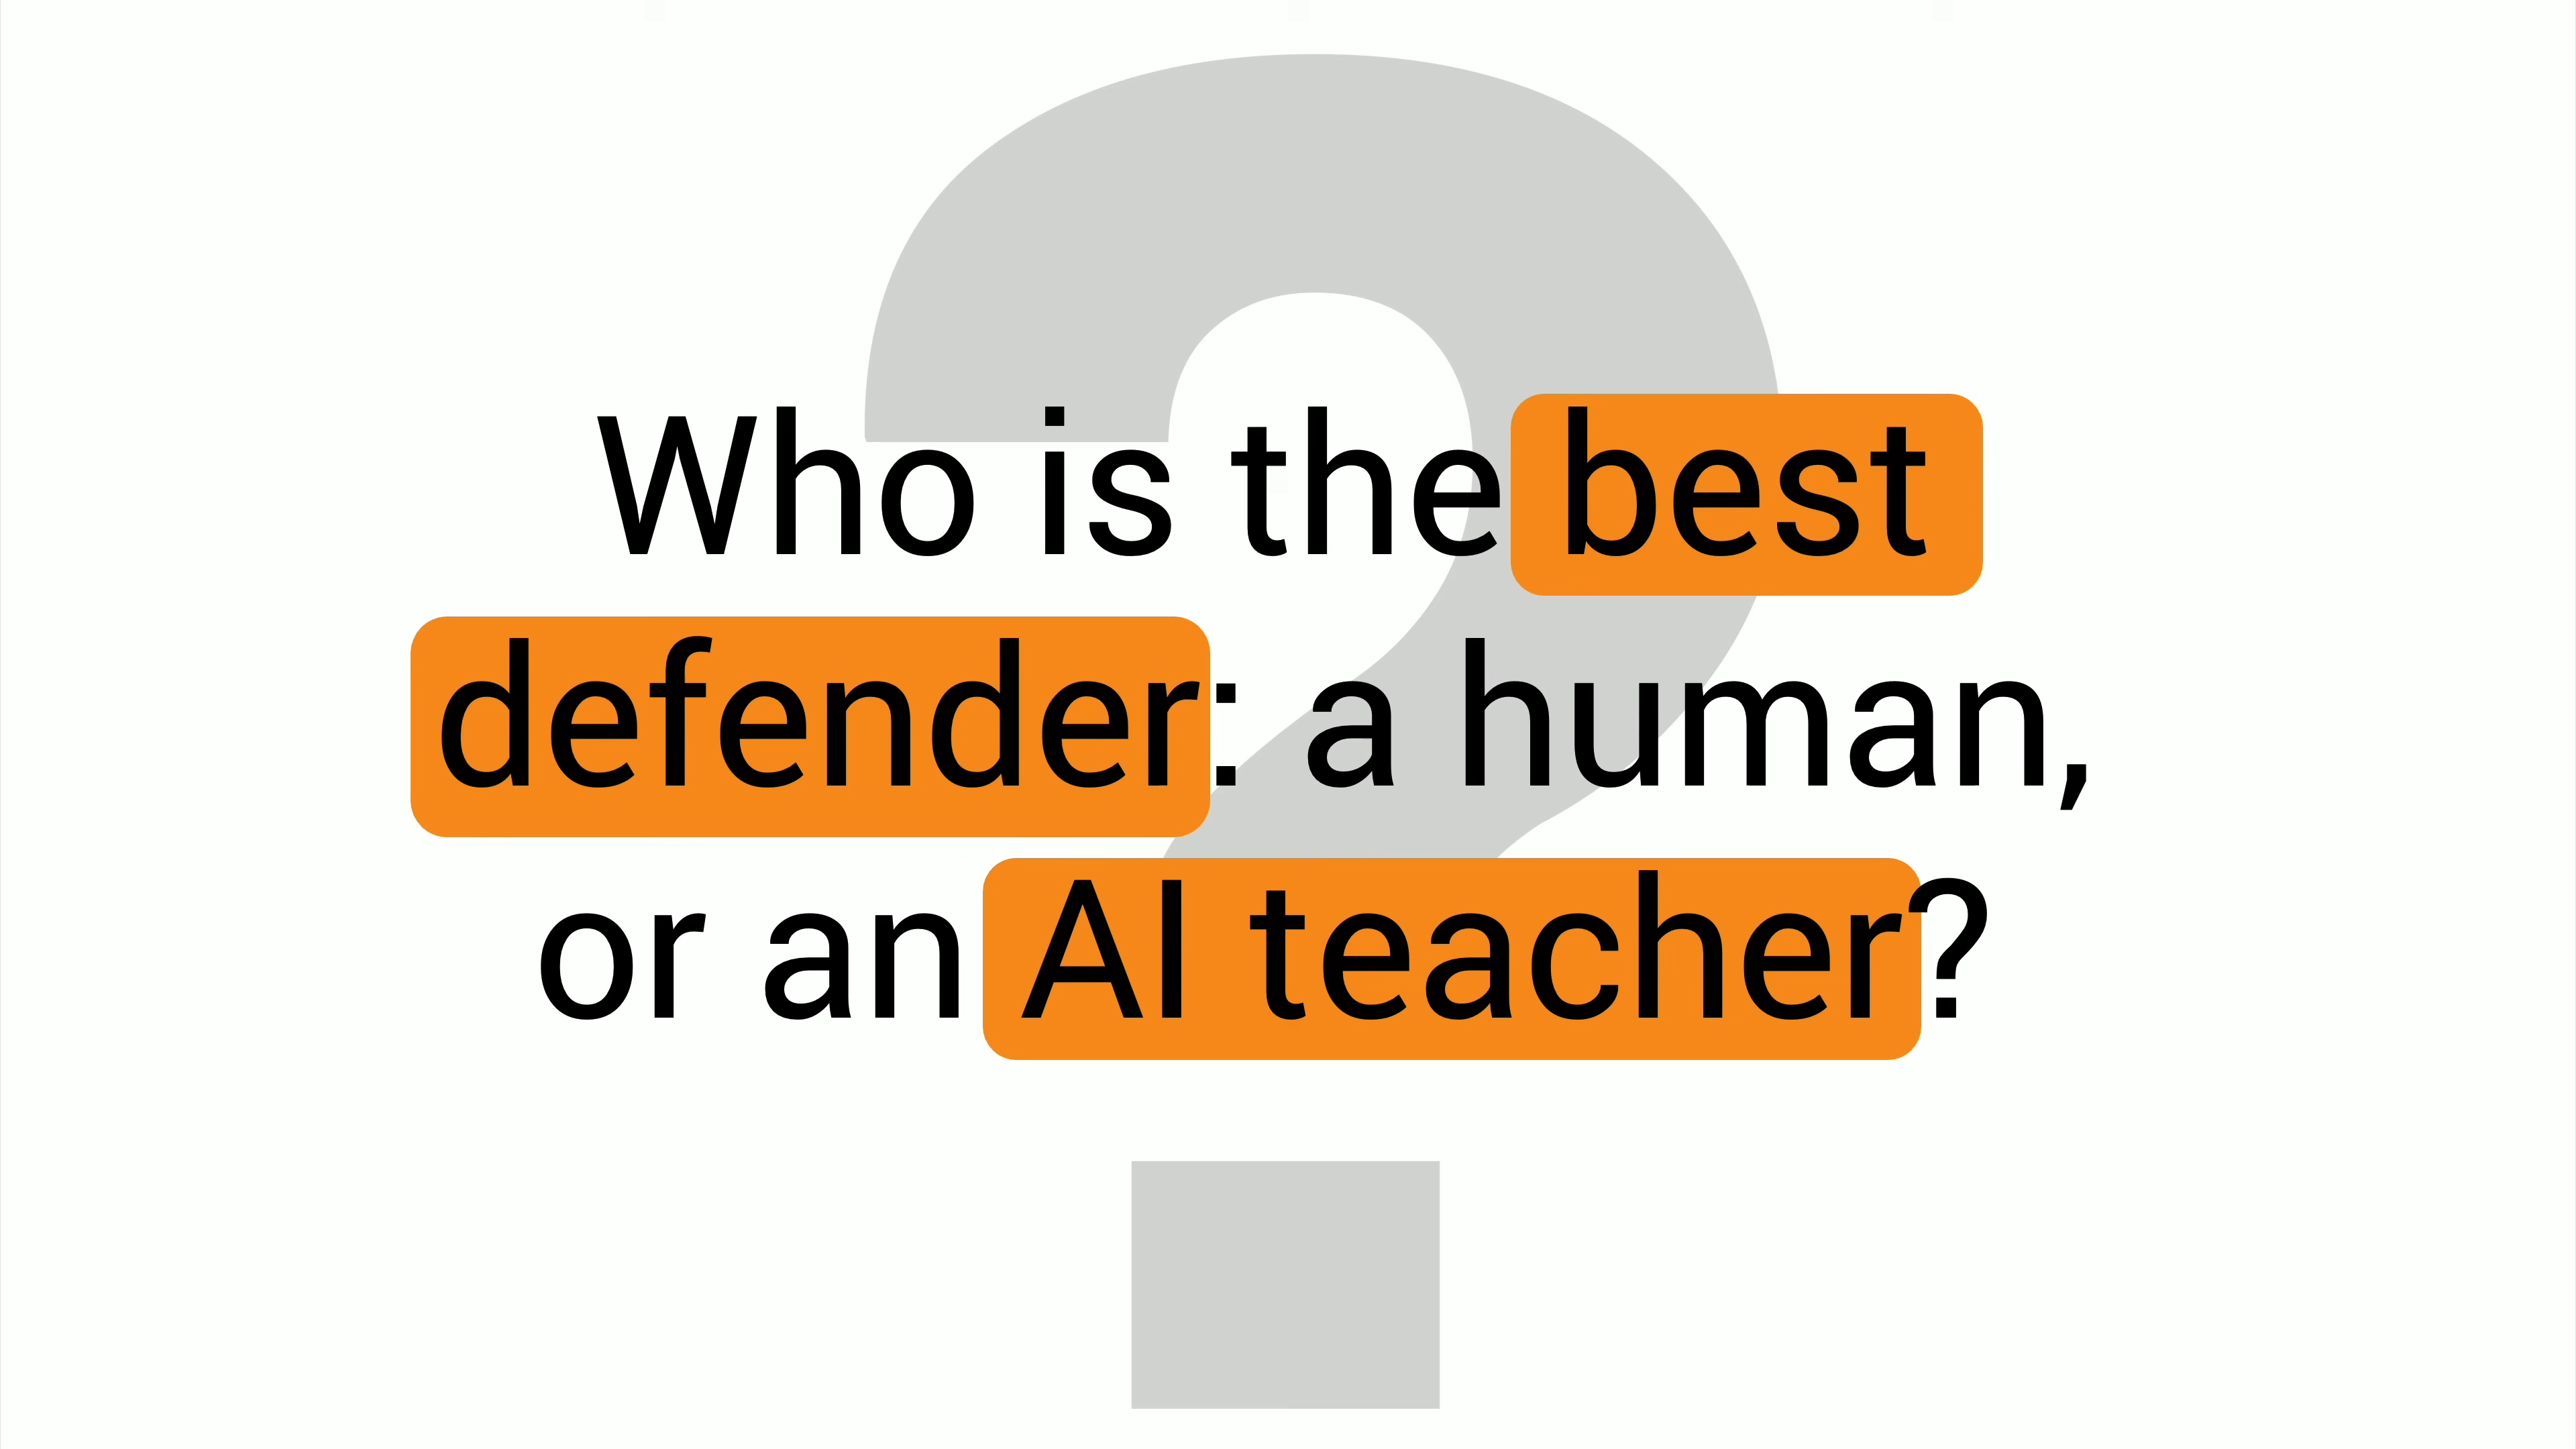 Who is the best
defender: a human,
or an AI teacher?